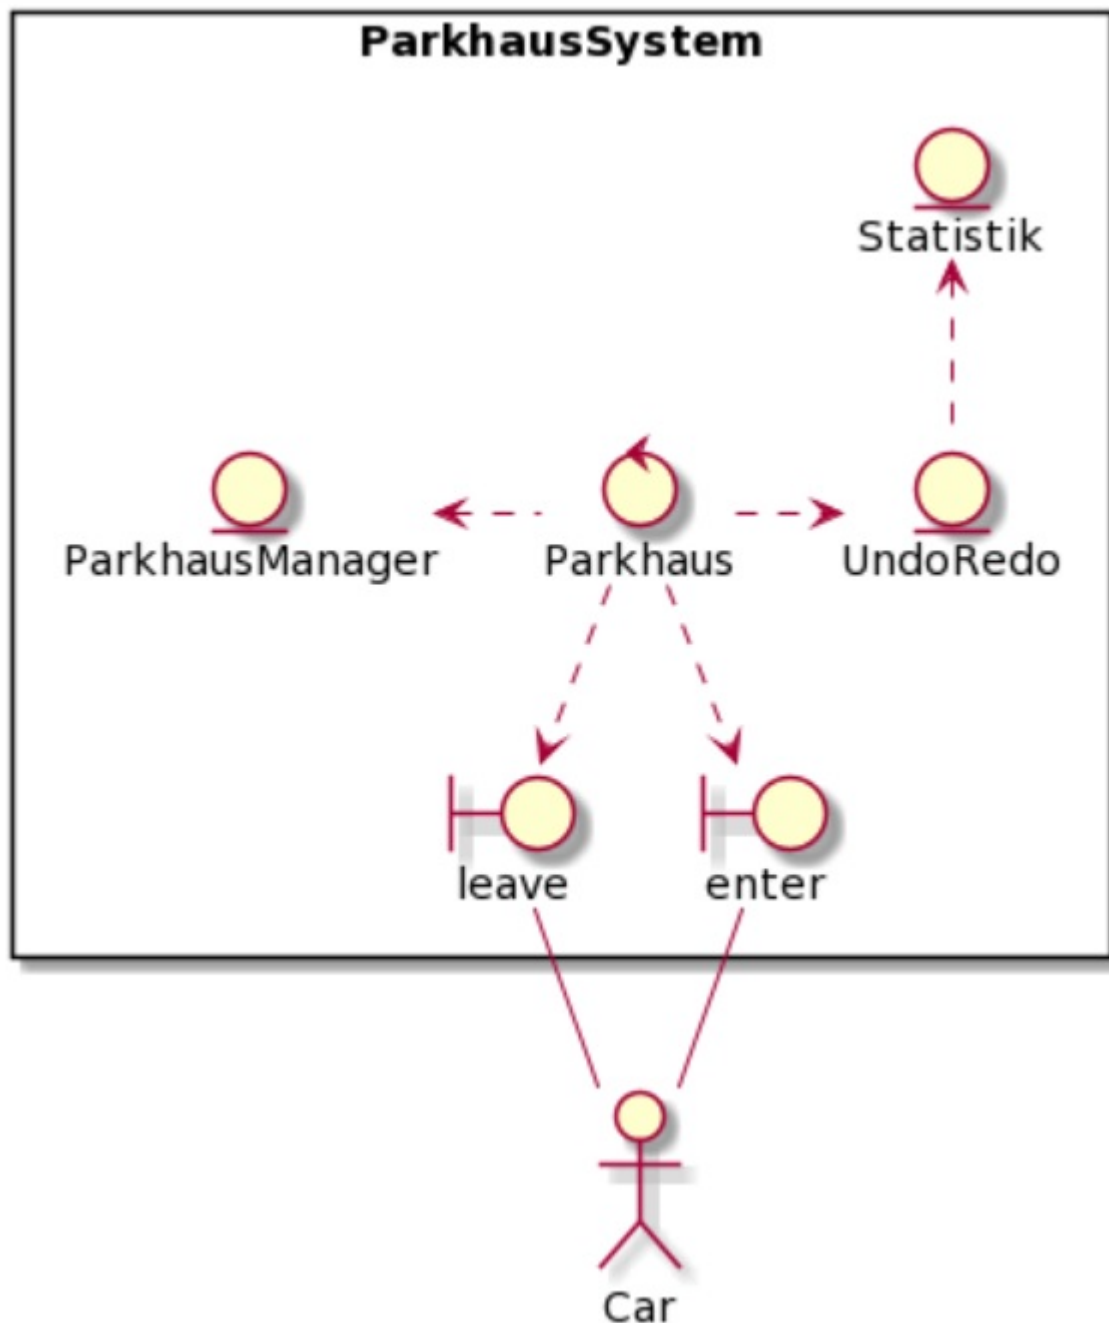 ParkhausSystem
Statistik
ParkhausManager
Parkhaus
UndoRedo
leave
enter
Car